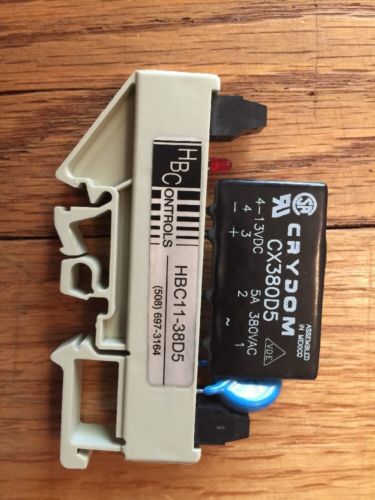 HBC
CONTROLS
HBC11-38D5
(508) 697-3164
CRYDOM
CX380D5
4-13VDC
5A 380VAC
4 - 3 +
2 ~ 1
ASSEMBLED
IN MEXICO
VDE